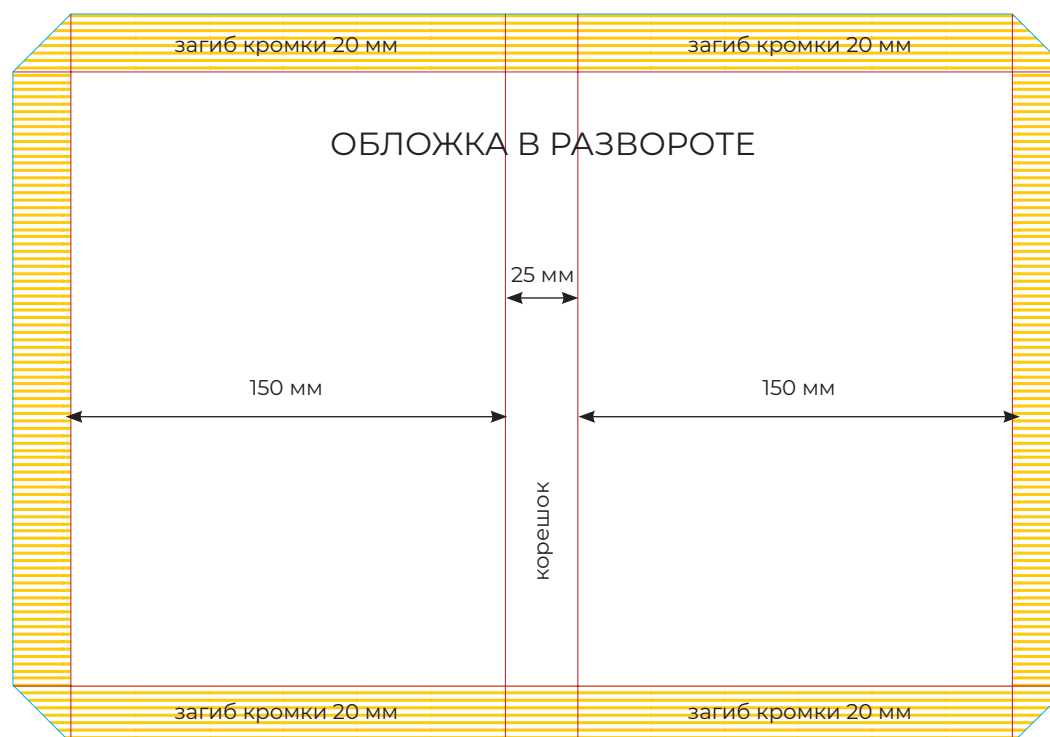 загиб кромки 20 мм
загиб кромки 20 мм
ОБЛОЖКА В РАЗВОРОТЕ
25 мм
150 мм
150 мм
корешок
загиб кромки 20 мм
загиб кромки 20 мм